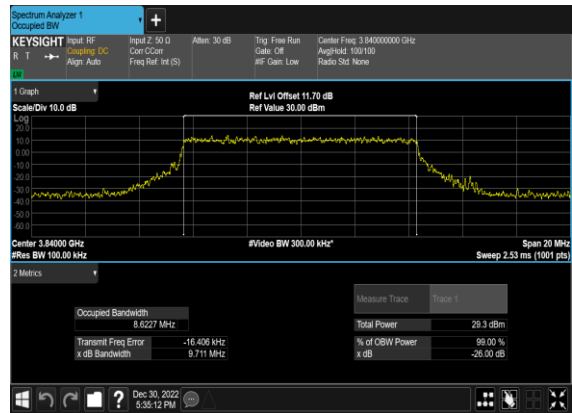 Spectrum Analyzer 1
Occupied BW
+
KEYSIGHT
R T
LW
Input: RF
Coupling: DC
Align: Auto
Input Z: 50 Ω
Corr CCorr
Freq Ref: Int (S)
Atten: 30 dB
Trig: Free Run
Gate: Off
#IF Gain: Low
Center Freq: 3.840000000 GHz
Avg|Hold: 100/100
Radio Std: None
1 Graph
Scale/Div 10.0 dB
Ref Lvl Offset 11.70 dB
Ref Value 30.00 dBm
Log
20.0
10.0
0.00
-10.0
-20.0
-30.0
-40.0
-50.0
-60.0
Center 3.84000 GHz
#Res BW 100.00 kHz
#Video BW 300.00 kHz*
Span 20 MHz
Sweep 2.53 ms (1001 pts)
2 Metrics
Measure Trace
Trace 1
Occupied Bandwidth
8.6227 MHz
Total Power
29.3 dBm
Transmit Freq Error
-16.406 kHz
% of OBW Power
99.00 %
x dB Bandwidth
9.711 MHz
x dB
-26.00 dB
?
Dec 30, 2022
5:35:12 PM